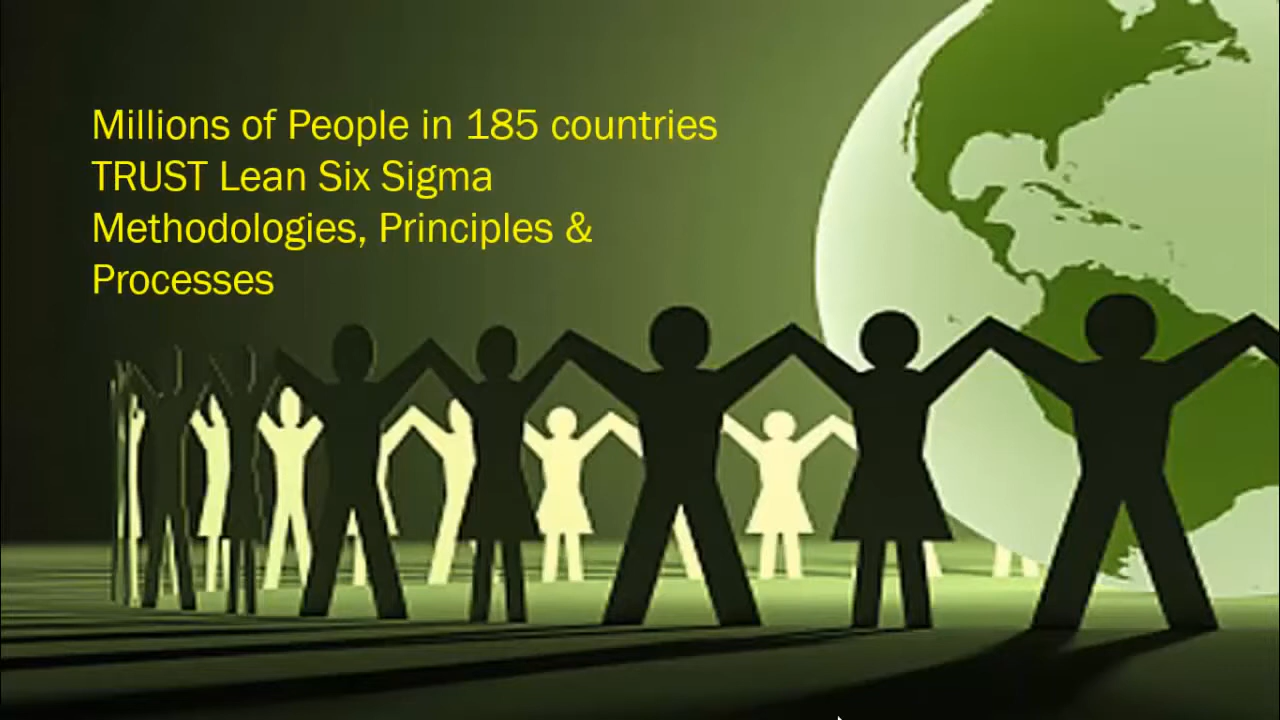 Millions of People in 185 countries
TRUST Lean Six Sigma
Methodologies, Principles &
Processes